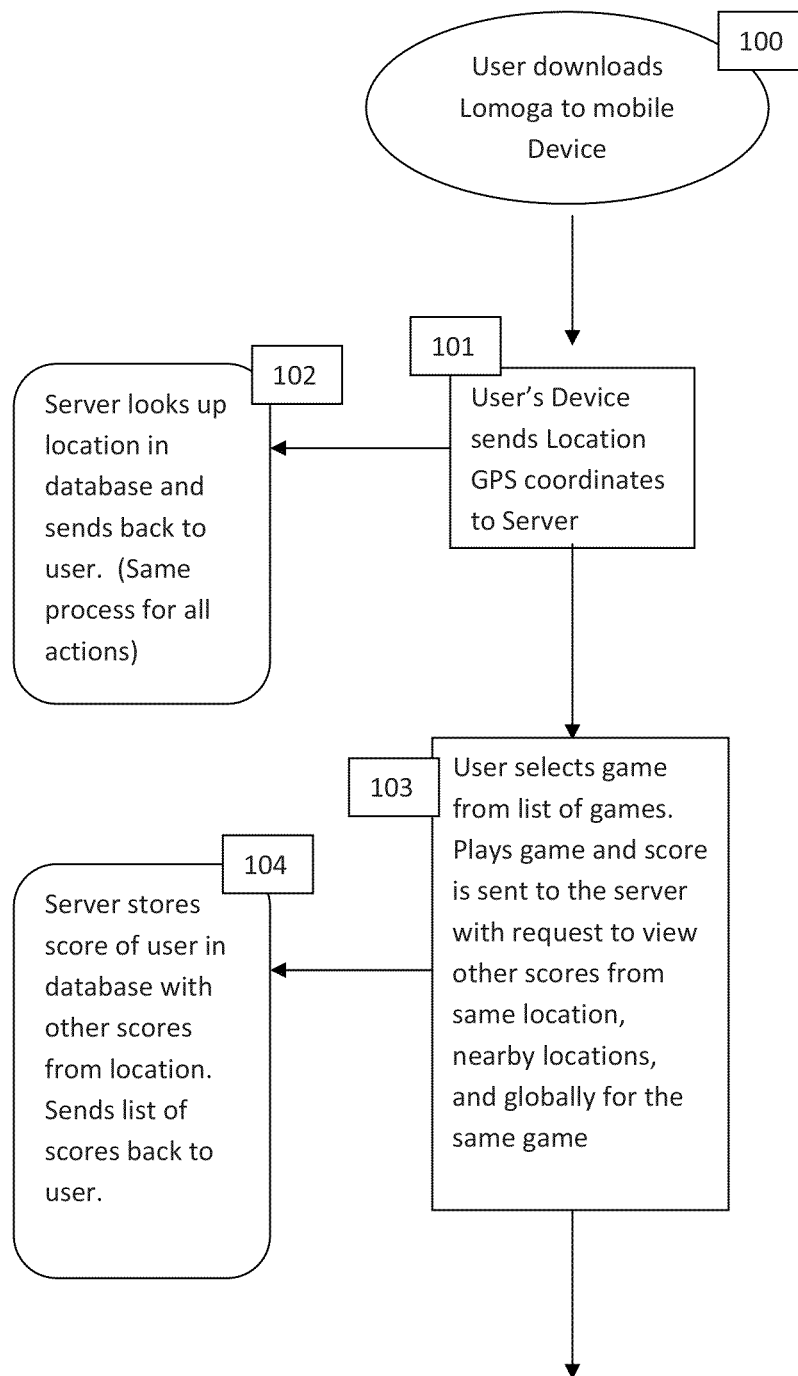 100
User downloads
Lomoga to mobile
Device
101
User's Device
sends Location
GPS coordinates
to Server
102
Server looks up
location in
database and
sends back to
user.  (Same
process for all
actions)
103
User selects game
from list of games.
Plays game and score
is sent to the server
with request to view
other scores from
same location,
nearby locations,
and globally for the
same game
104
Server stores
score of user in
database with
other scores
from location.
Sends list of
scores back to
user.